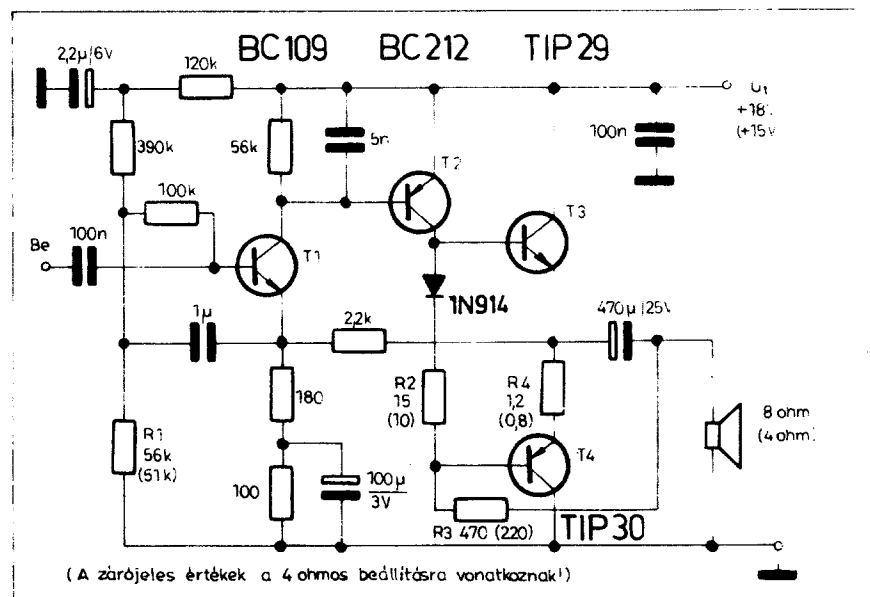 BC109 BC212 TIP29
2,2µ/6V
120k
390k
56k
5n
100n
+18
(+15V
100k
T2
T3
Be
100n
T1
1N914
470µ/25V
1µ
2,2k
R2
15
(10)
R4
1,2
(0,8)
180
8 ohm
(4 ohm)
R1
56k
(51k)
100
100µ
3V
T4
R3 470 (220)
TIP30
(A zárójeles értékek a 4 ohmos beállításra vonatkoznak!)